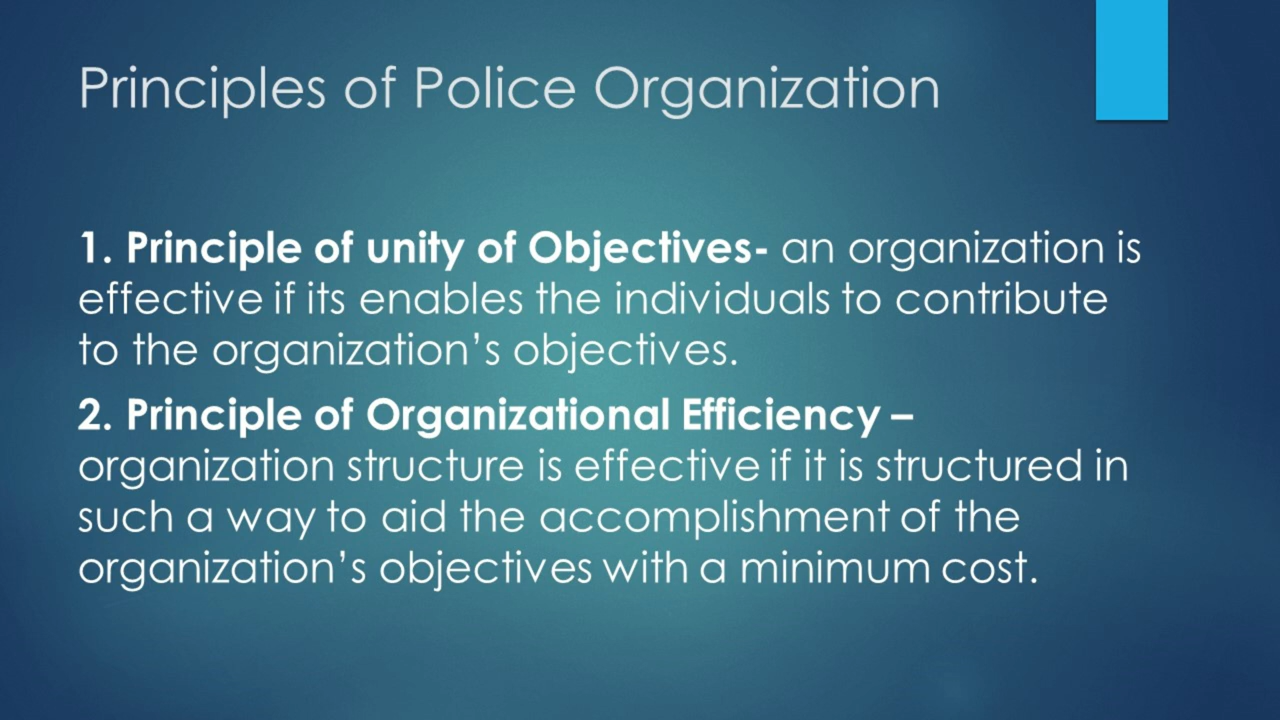 Principles of Police Organization
1. Principle of unity of Objectives- an organization is
effective if its enables the individuals to contribute
to the organization’s objectives.
2. Principle of Organizational Efficiency –
organization structure is effective if it is structured in
such a way to aid the accomplishment of the
organization’s objectives with a minimum cost.